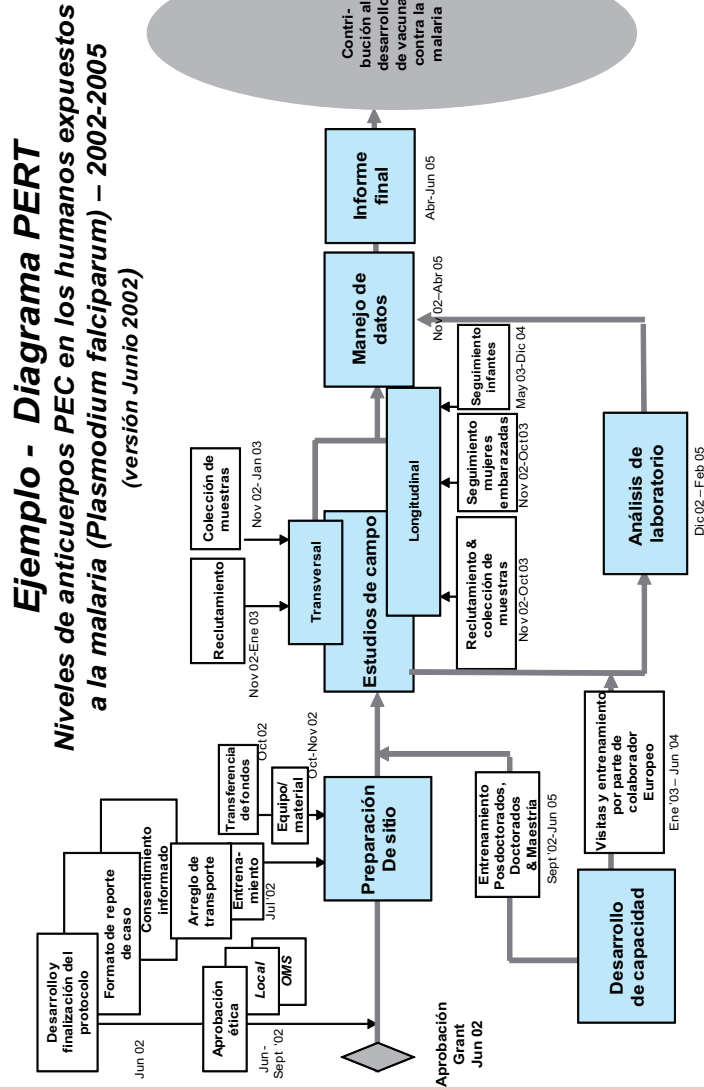 Ejemplo - Diagrama PERT
Niveles de anticuerpos PEC en los humanos expuestos
a la malaria (Plasmodium falciparum) – 2002-2005
(versión Junio 2002)
Desarrollo y
finalización del
protocolo
Formato de reporte
de caso
Consentimiento
informado
Jun 02
Aprobación
ética
Local
OMS
Jun-
Sept '02
Arreglo de
transporte
Entrena-
miento
Jul '02
Transferencia
de fondos
Oct 02
Equipo/
material
Oct-Nov 02
Aprobación
Grant
Jun 02
Preparación
De sitio
Reclutamiento
Nov 02-Ene 03
Colección de
muestras
Nov 02- Jan 03
Transversal
Estudios de campo
Longitudinal
Reclutamiento &
colección de
muestras
Nov 02-Oct 03
Seguimiento
mujeres
embarazadas
Nov 02-Oct 03
Seguimiento
infantes
May 03-Dic 04
Manejo de
datos
Nov 02–Abr 05
Informe
final
Abr-Jun 05
Contri-
bución al
desarrollo
de vacuna
contra la
malaria
Desarrollo
de capacidad
Entrenamiento
Posdoctorados,
Doctorados
& Maestría
Sept '02-Jun 05
Visitas y entrenamiento
por parte de
colaborador
Europeo
Ene '03 – Jun '04
Análisis de
laboratorio
Dic 02 – Feb 05